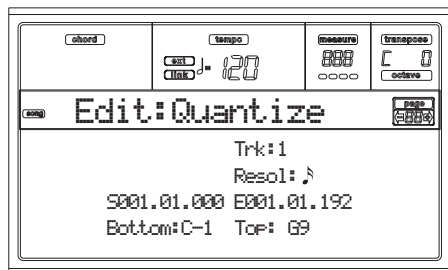 chord tempo measure transpose
ext link ♩= 120 888 C 0
octave
song Edit:Quantize page 88
Trk:1
Resol:♪
S001.01.000 E001.01.192
Bottom:C-1 Top: G9